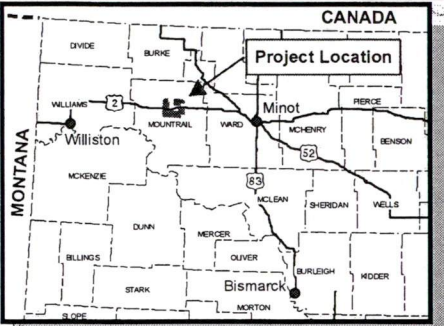 CANADA
DIVIDE
BURKE
Project Location
WILLIAMS
2
Minot
PIERCE
MOUNTRAIL
WARD
MCHENRY
Williston
BENSON
52
MONTANA
MCKENZIE
83
MCLEAN
SHERIDAN
WELLS
DUNN
MERCER
BILLINGS
OLIVER
BURLEIGH
KIDDER
STARK
Bismarck
MORTON
SLOPE